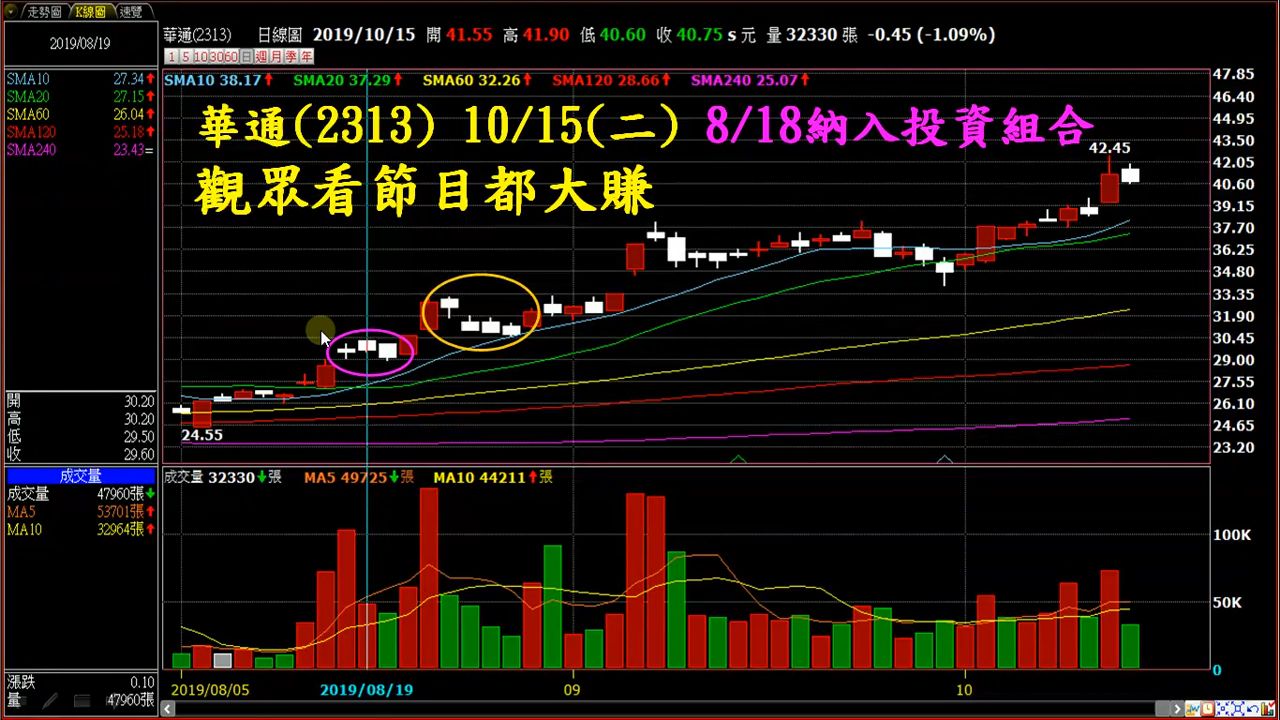 走勢圖 K線圖 速覽
2019/08/19
華通(2313) 日線圖 2019/10/15 開 41.55 高 41.90 低 40.60 收 40.75 s 元 量 32330 張 -0.45 (-1.09%)
1 5 10 30 60 日 週 月 季 年
SMA10 27.34
SMA20 27.15
SMA60 26.04
SMA120 25.18
SMA240 23.43
SMA10 38.17 SMA20 37.29 SMA60 32.26 SMA120 28.66 SMA240 25.07
華通(2313) 10/15(二) 8/18納入投資組合
觀眾看節目都大賺
42.45
24.55
47.85
46.40
44.95
43.50
42.05
40.60
39.15
37.70
36.25
34.80
33.35
31.90
30.45
29.00
27.55
26.10
24.65
23.20
開 30.20
高 30.20
低 29.50
收 29.60
成交量
成交量 47960張
MA5 53701張
MA10 32964張
成交量 32330張 MA5 49725張 MA10 44211張
100K
50K
0
漲跌 0.10
量 47960張
2019/08/05 2019/08/19 09 10